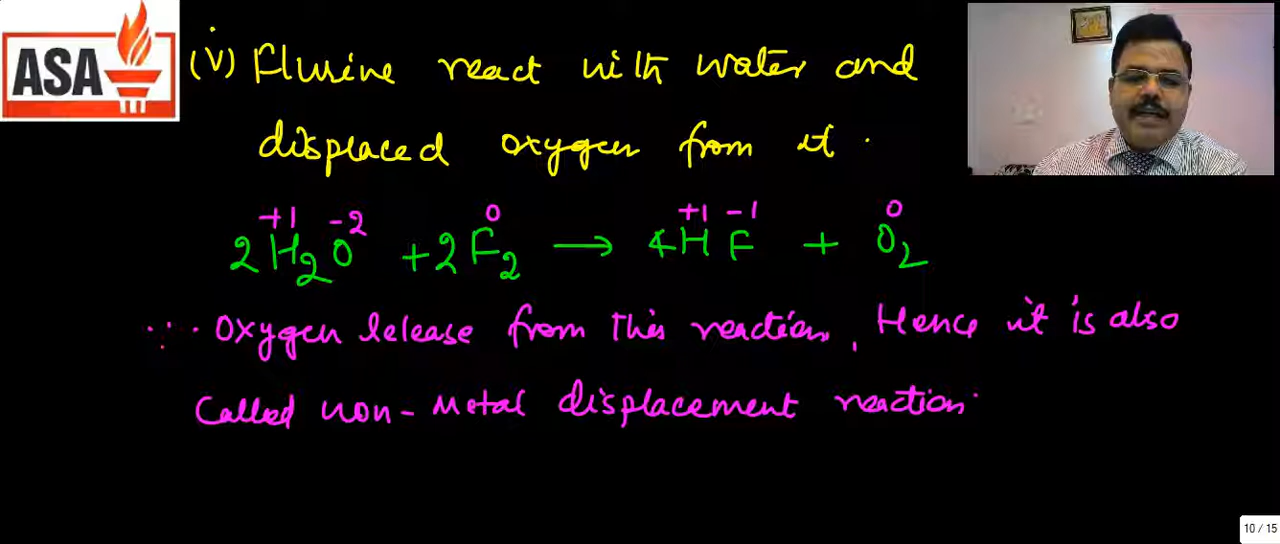 ASA
(v) Flurine react with water and
displaced oxygen from it .
+1 -2 0 +1 -1 0
2H₂O + 2F₂ → 4HF + O₂
∵ Oxygen release from this reaction, Hence it is also
Called non-Metal displacement reaction.
10 / 15